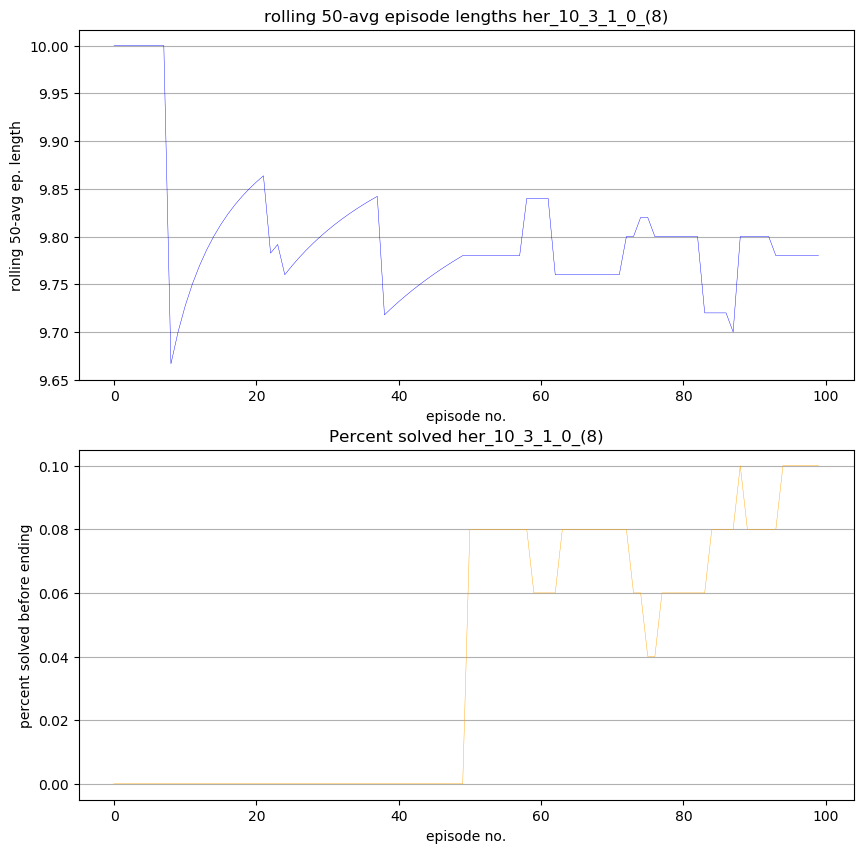 rolling 50-avg episode lengths her_10_3_1_0_(8)
10.00
9.95
9.90
9.85
9.80
9.75
9.70
9.65
rolling 50-avg ep. length
0 20 40 60 80 100
episode no.
Percent solved her_10_3_1_0_(8)
0.10
0.08
0.06
0.04
0.02
0.00
percent solved before ending
0 20 40 60 80 100
episode no.